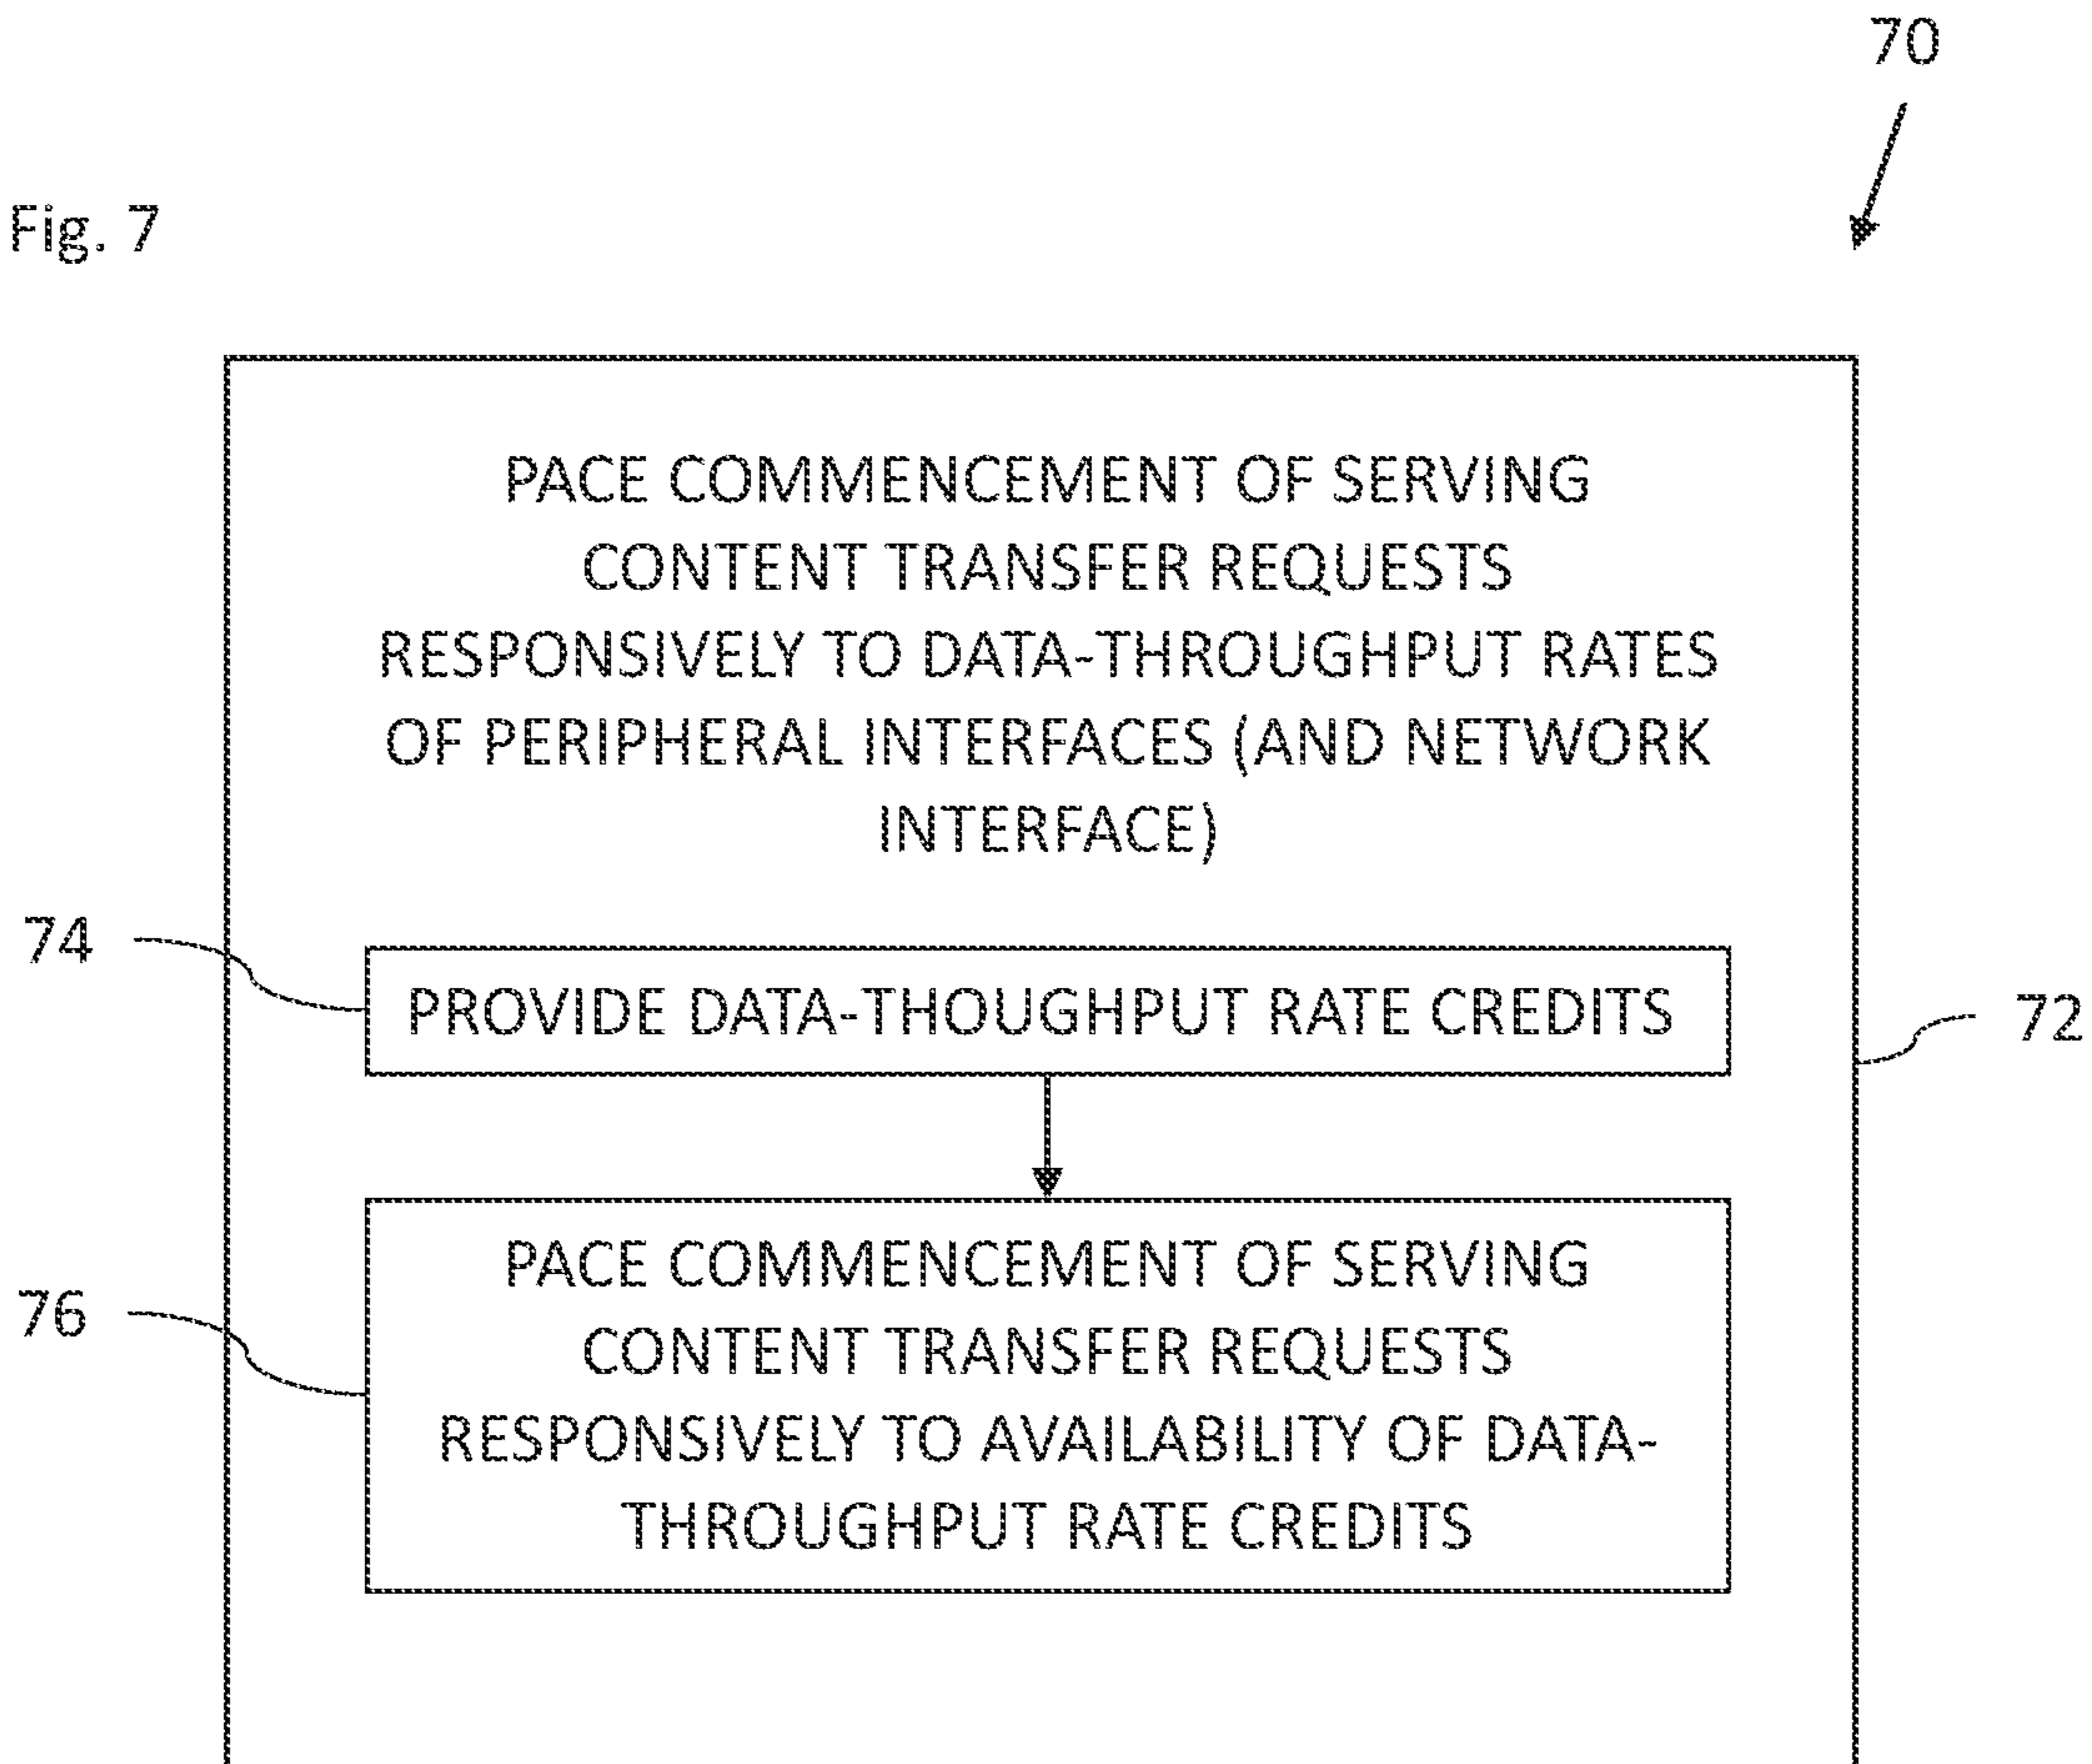 70
Fig. 7
PACE COMMENCEMENT OF SERVING
CONTENT TRANSFER REQUESTS
RESPONSIVELY TO DATA-THROUGHPUT RATES
OF PERIPHERAL INTERFACES (AND NETWORK
INTERFACE)
74
PROVIDE DATA-THOUGHPUT RATE CREDITS
72
76
PACE COMMENCEMENT OF SERVING
CONTENT TRANSFER REQUESTS
RESPONSIVELY TO AVAILABILITY OF DATA-
THROUGHPUT RATE CREDITS